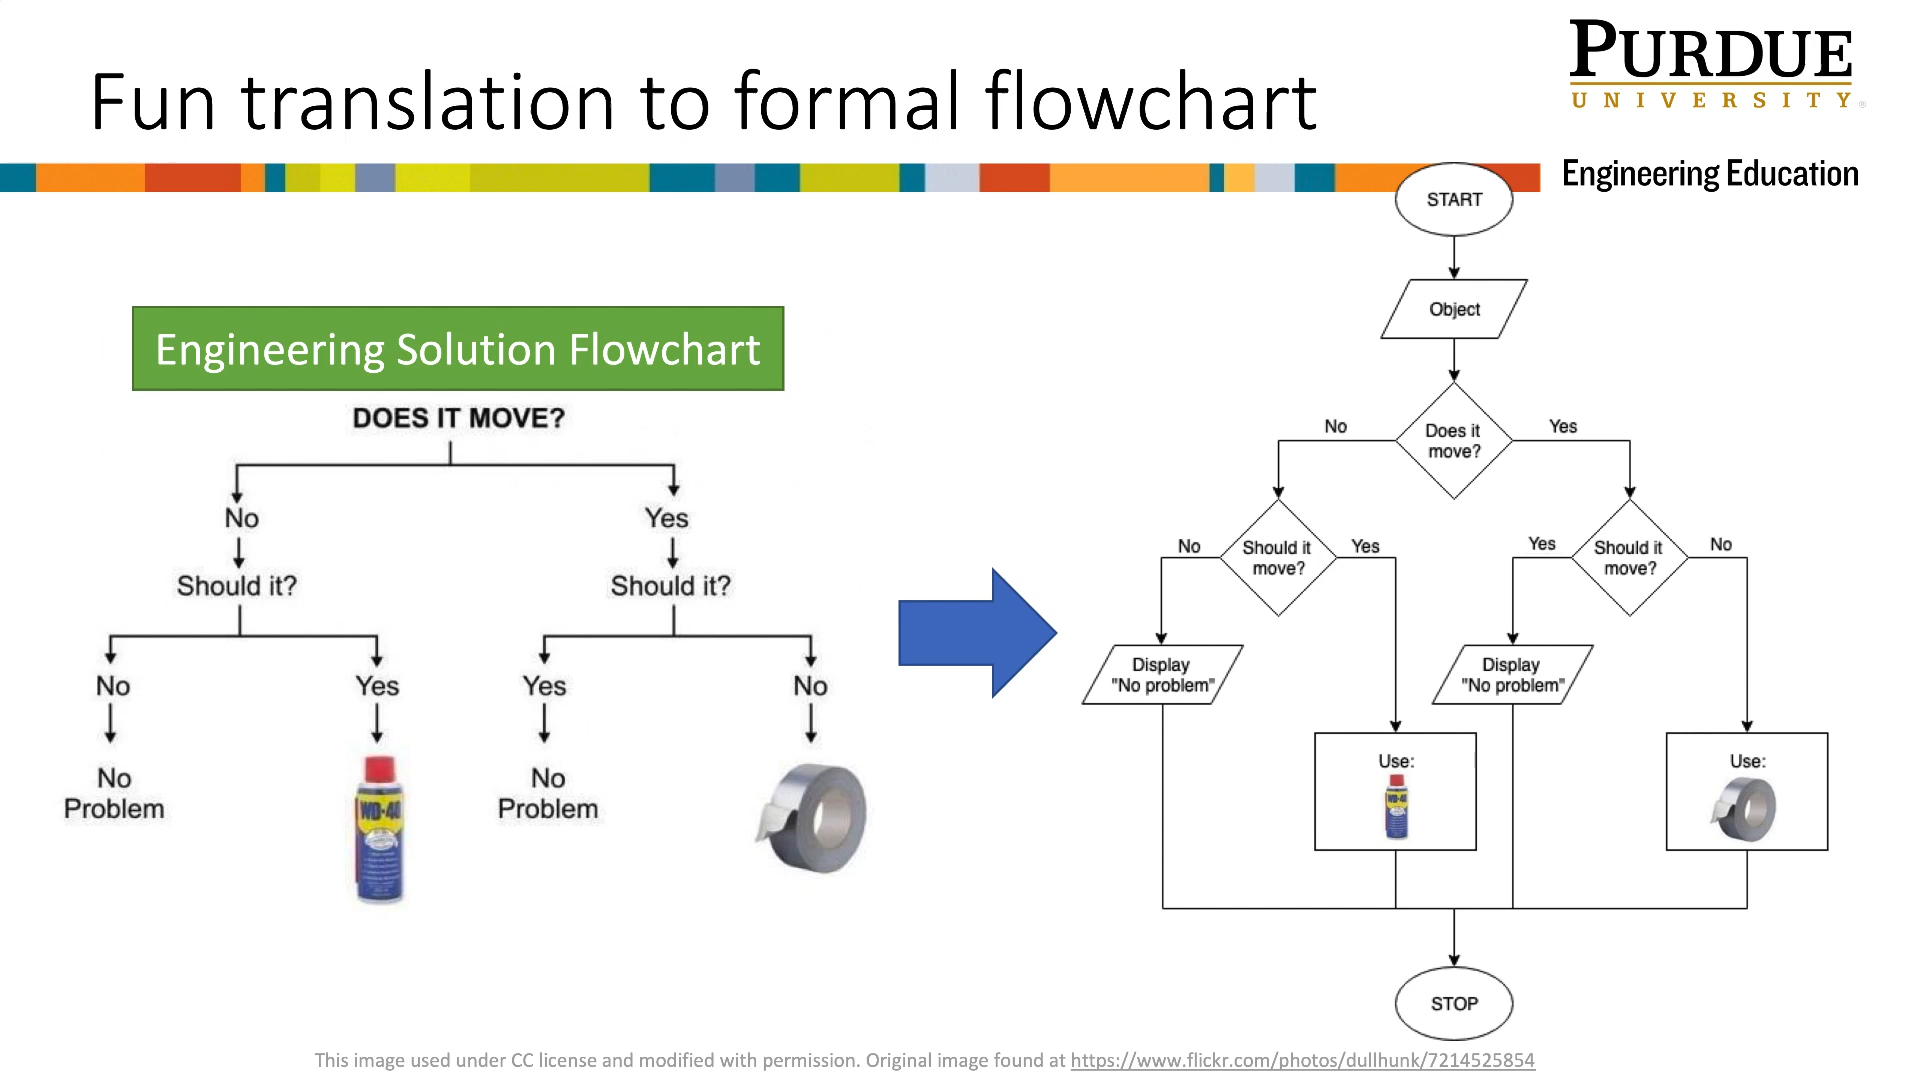 Fun translation to formal flowchart
PURDUE
UNIVERSITY®
Engineering Education
Engineering Solution Flowchart
DOES IT MOVE?
No
Yes
Should it?
Should it?
No
Yes
Yes
No
No
Problem
WD-40
No
Problem
START
Object
Does it
move?
No
Yes
Should it
move?
No
Yes
Should it
move?
Yes
No
Display
"No problem"
Display
"No problem"
Use:
WD-40
Use:
STOP
This image used under CC license and modified with permission. Original image found at https://www.flickr.com/photos/dullhunk/7214525854